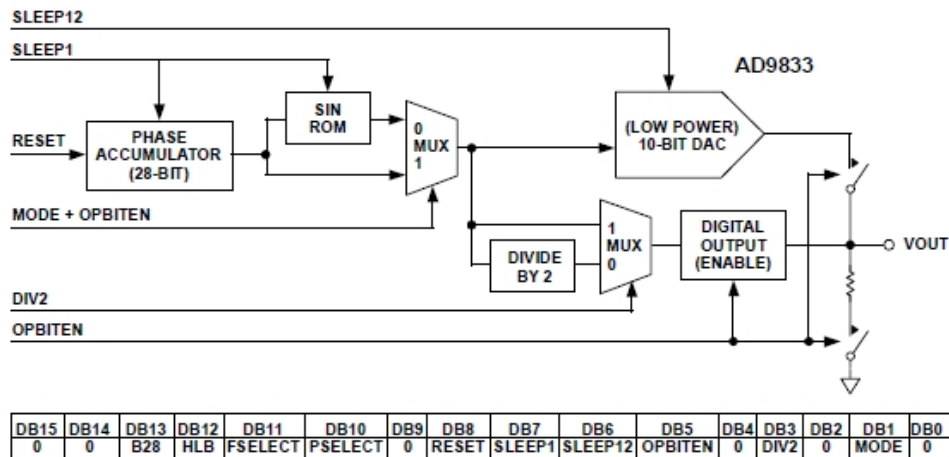 SLEEP12
SLEEP1
AD9833
RESET
PHASE
ACCUMULATOR
(28-BIT)
SIN
ROM
0
MUX
1
(LOW POWER)
10-BIT DAC
MODE + OPBITEN
1
MUX
0
DIVIDE
BY 2
DIGITAL
OUTPUT
(ENABLE)
VOUT
DIV2
OPBITEN
DB15 DB14 DB13 DB12 DB11 DB10 DB9 DB8 DB7 DB6 DB5 DB4 DB3 DB2 DB1 DB0
0 0 B28 HLB FSELECT PSELECT 0 RESET SLEEP1 SLEEP12 OPBITEN 0 DIV2 0 MODE 0